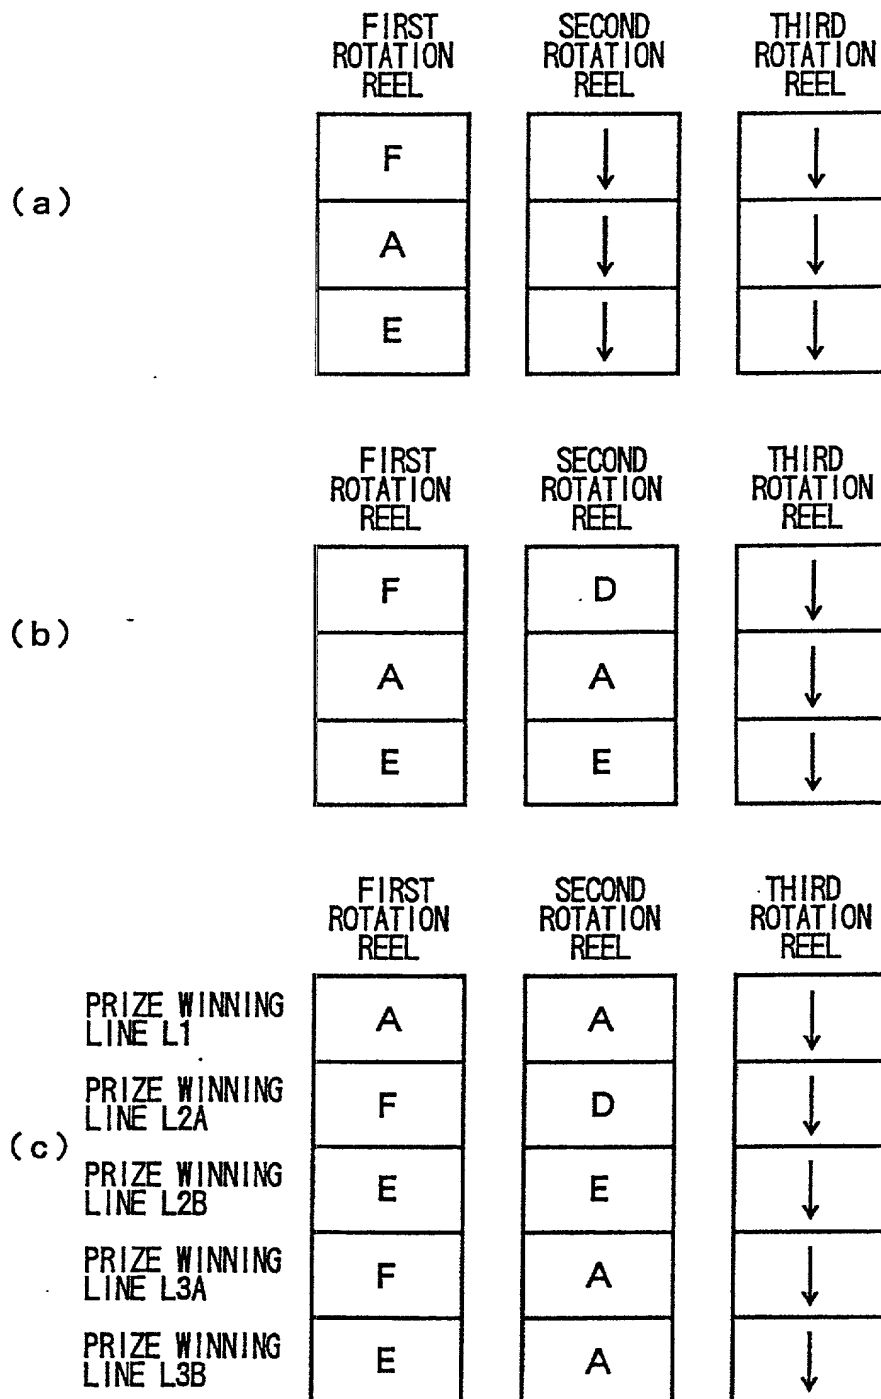 FIRST ROTATION REEL
SECOND ROTATION REEL
THIRD ROTATION REEL
(a)
F ↓ ↓
A ↓ ↓
E ↓ ↓
FIRST ROTATION REEL
SECOND ROTATION REEL
THIRD ROTATION REEL
(b)
F D ↓
A A ↓
E E ↓
FIRST ROTATION REEL
SECOND ROTATION REEL
THIRD ROTATION REEL
(c)
PRIZE WINNING
LINE L1
A A ↓
PRIZE WINNING
LINE L2A
F D ↓
PRIZE WINNING
LINE L2B
E E ↓
PRIZE WINNING
LINE L3A
F A ↓
PRIZE WINNING
LINE L3B
E A ↓